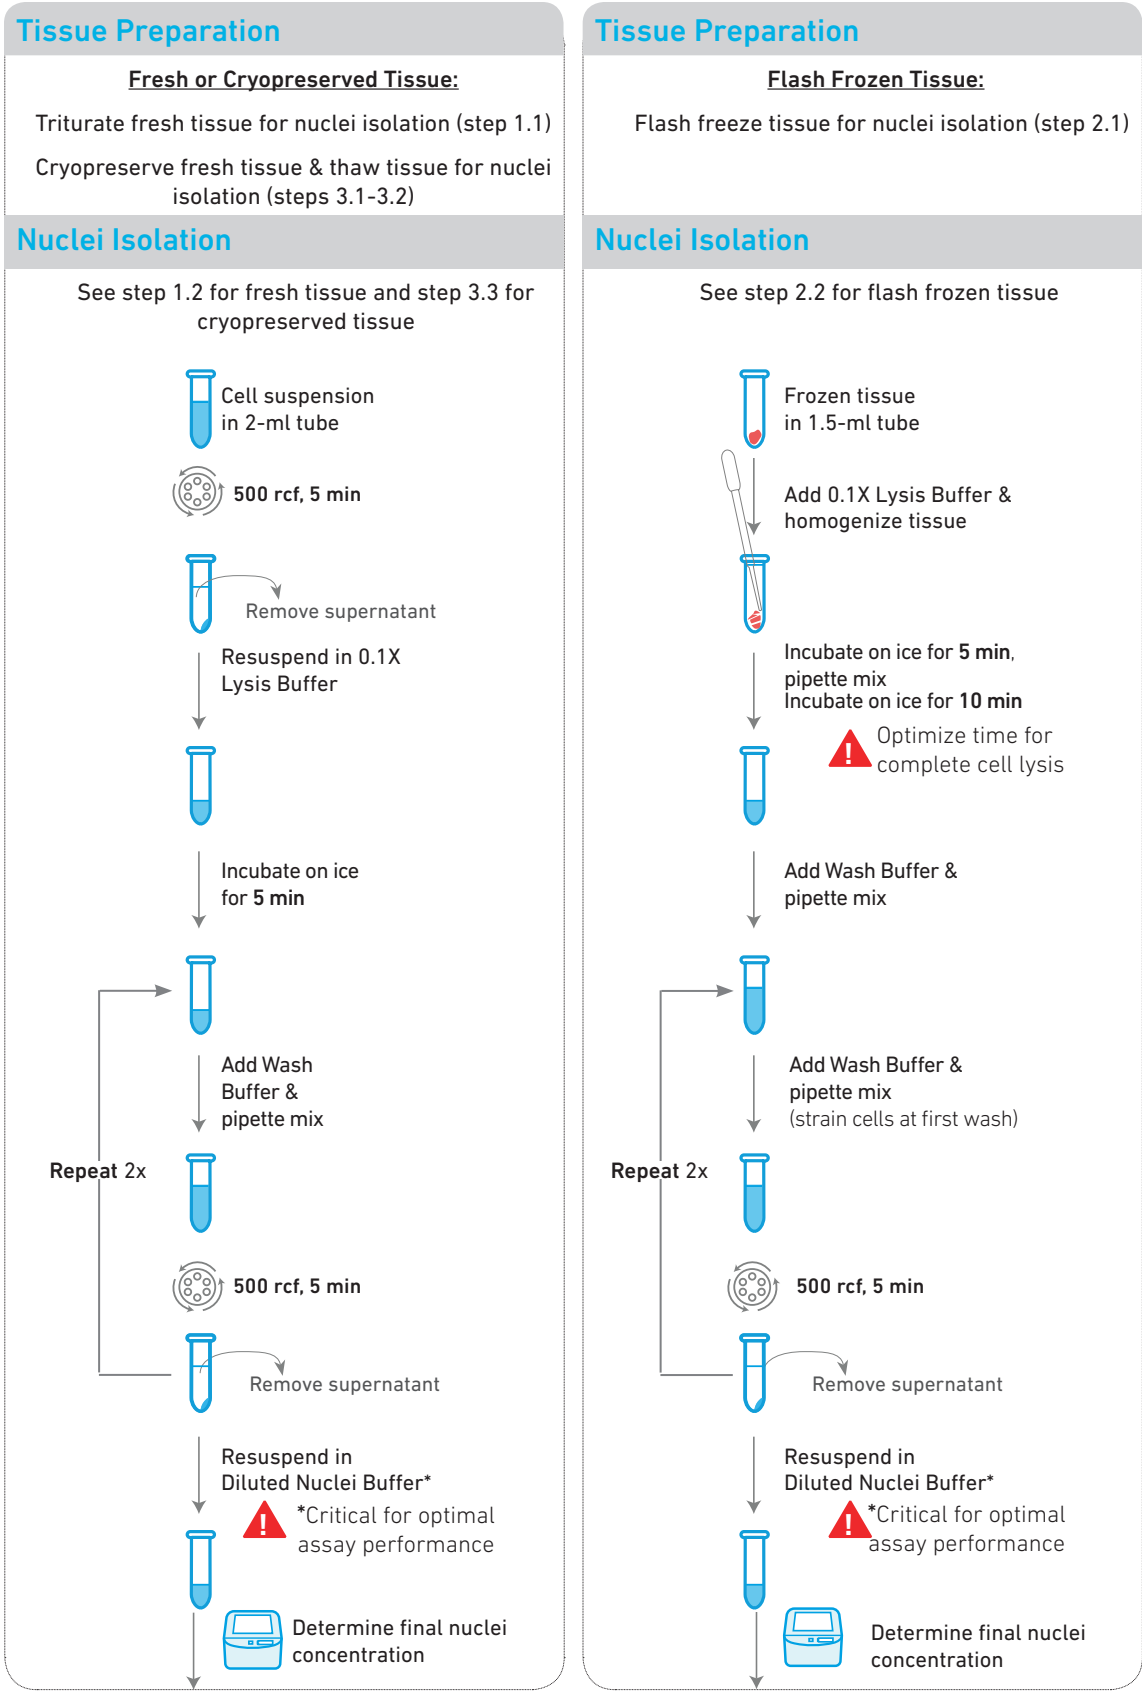 Tissue Preparation
Fresh or Cryopreserved Tissue:
Triturate fresh tissue for nuclei isolation (step 1.1)
Cryopreserve fresh tissue & thaw tissue for nuclei
isolation (steps 3.1-3.2)
Nuclei Isolation
See step 1.2 for fresh tissue and step 3.3 for
cryopreserved tissue
Cell suspension
in 2-ml tube
500 rcf, 5 min
Remove supernatant
Resuspend in 0.1X
Lysis Buffer
Incubate on ice
for 5 min
Add Wash
Buffer &
pipette mix
Repeat 2x
500 rcf, 5 min
Remove supernatant
Resuspend in
Diluted Nuclei Buffer*
!
*Critical for optimal
assay performance
Determine final nuclei
concentration
Tissue Preparation
Flash Frozen Tissue:
Flash freeze tissue for nuclei isolation (step 2.1)
Nuclei Isolation
See step 2.2 for flash frozen tissue
Frozen tissue
in 1.5-ml tube
Add 0.1X Lysis Buffer &
homogenize tissue
Incubate on ice for 5 min,
pipette mix
Incubate on ice for 10 min
!
Optimize time for
complete cell lysis
Add Wash Buffer &
pipette mix
Add Wash Buffer &
pipette mix
(strain cells at first wash)
Repeat 2x
500 rcf, 5 min
Remove supernatant
Resuspend in
Diluted Nuclei Buffer*
!
*Critical for optimal
assay performance
Determine final nuclei
concentration